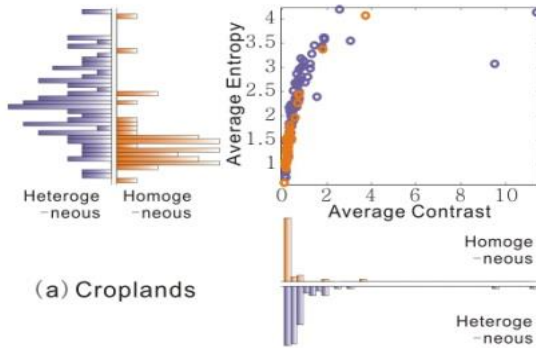 4
3.5
3
2.5
2
1.5
1
Average Entropy
0 2 4 6 8 10
Average Contrast
Heteroge
-neous
Homoge
-neous
Homoge
-neous
(a) Croplands
Heteroge
-neous